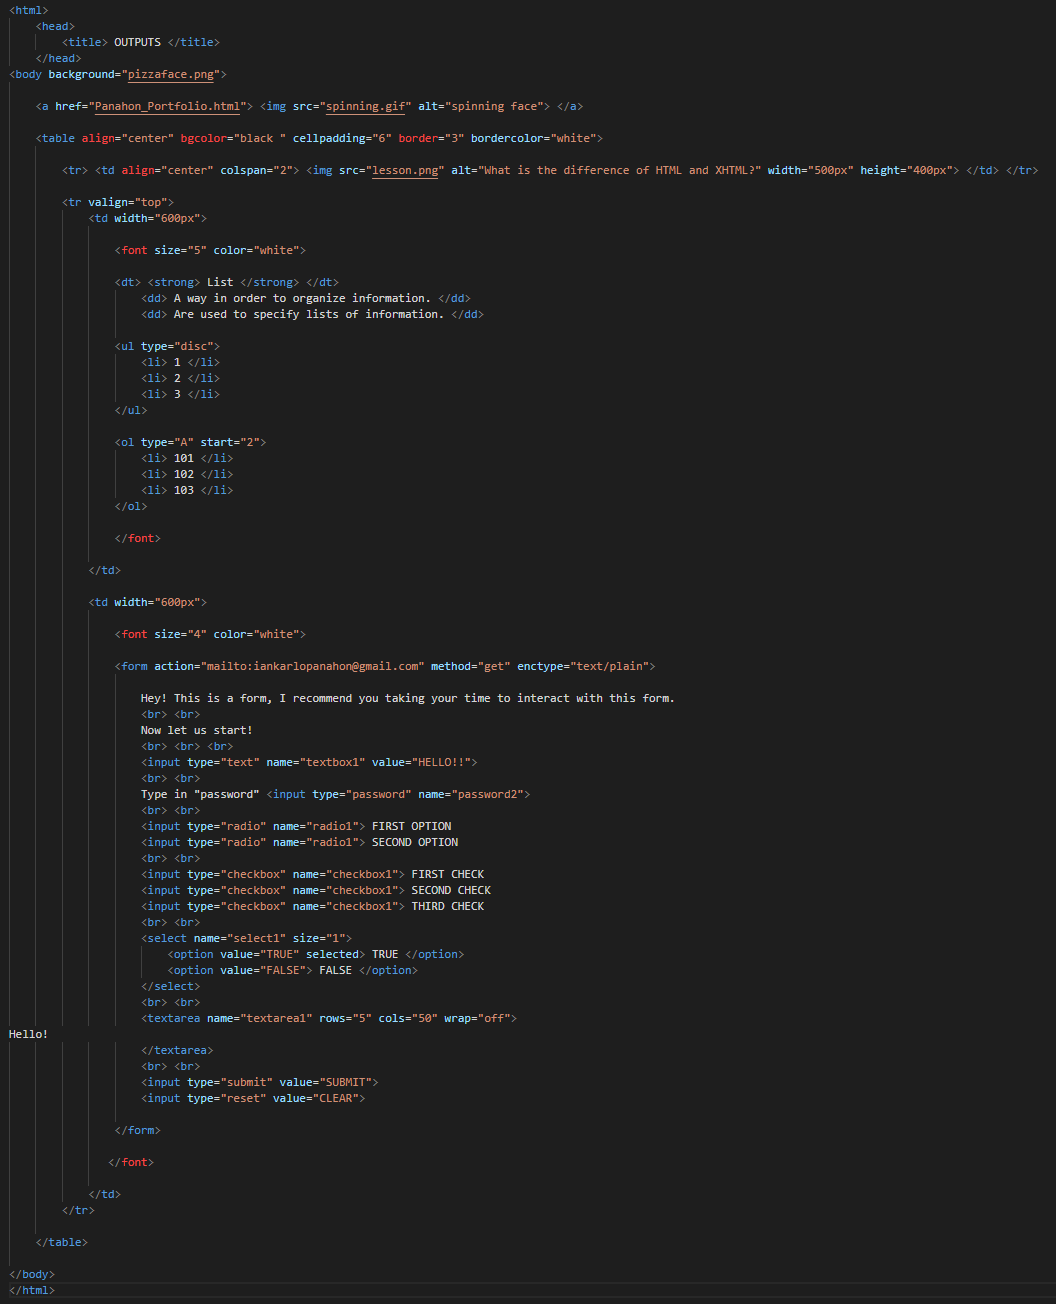 <html>
<head>
<title> OUTPUTS </title>
</head>
<body background="pizzaface.png">
<a href="Panahon_Portfolio.html"> <img src="spinning.gif" alt="spinning face"> </a>
<table align="center" bgcolor="black " cellpadding="6" border="3" bordercolor="white">
<tr> <td align="center" colspan="2"> <img src="lesson.png" alt="What is the difference of HTML and XHTML?" width="500px" height="400px"> </td> </tr>
<tr valign="top">
<td width="600px">
<font size="5" color="white">
<dt> <strong> List </strong> </dt>
<dd> A way in order to organize information. </dd>
<dd> Are used to specify lists of information. </dd>
<ul type="disc">
<li> 1 </li>
<li> 2 </li>
<li> 3 </li>
</ul>
<ol type="A" start="2">
<li> 101 </li>
<li> 102 </li>
<li> 103 </li>
</ol>
</font>
</td>
<td width="600px">
<font size="4" color="white">
<form action="mailto:iankarlopanahon@gmail.com" method="get" enctype="text/plain">
Hey! This is a form, I recommend you taking your time to interact with this form.
<br> <br>
Now let us start!
<br> <br> <br>
<input type="text" name="textbox1" value="HELLO!!">
<br> <br>
Type in "password" <input type="password" name="password2">
<br> <br>
<input type="radio" name="radio1"> FIRST OPTION
<input type="radio" name="radio1"> SECOND OPTION
<br> <br>
<input type="checkbox" name="checkbox1"> FIRST CHECK
<input type="checkbox" name="checkbox1"> SECOND CHECK
<input type="checkbox" name="checkbox1"> THIRD CHECK
<br> <br>
<select name="select1" size="1">
<option value="TRUE" selected> TRUE </option>
<option value="FALSE"> FALSE </option>
</select>
<br> <br>
<textarea name="textarea1" rows="5" cols="50" wrap="off">
Hello!
</textarea>
<br> <br>
<input type="submit" value="SUBMIT">
<input type="reset" value="CLEAR">
</form>
</font>
</td>
</tr>
</table>
</body>
</html>